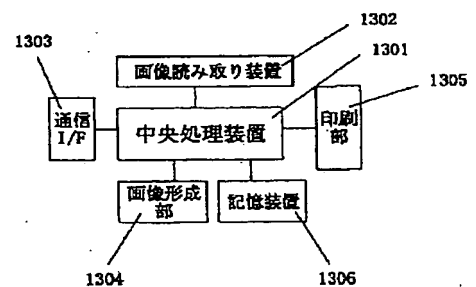 1302
1303
1301
画像読み取り装置
1305
通信
I/F
中央処理装置
印刷
部
画像形成
部
記憶装置
1304
1306